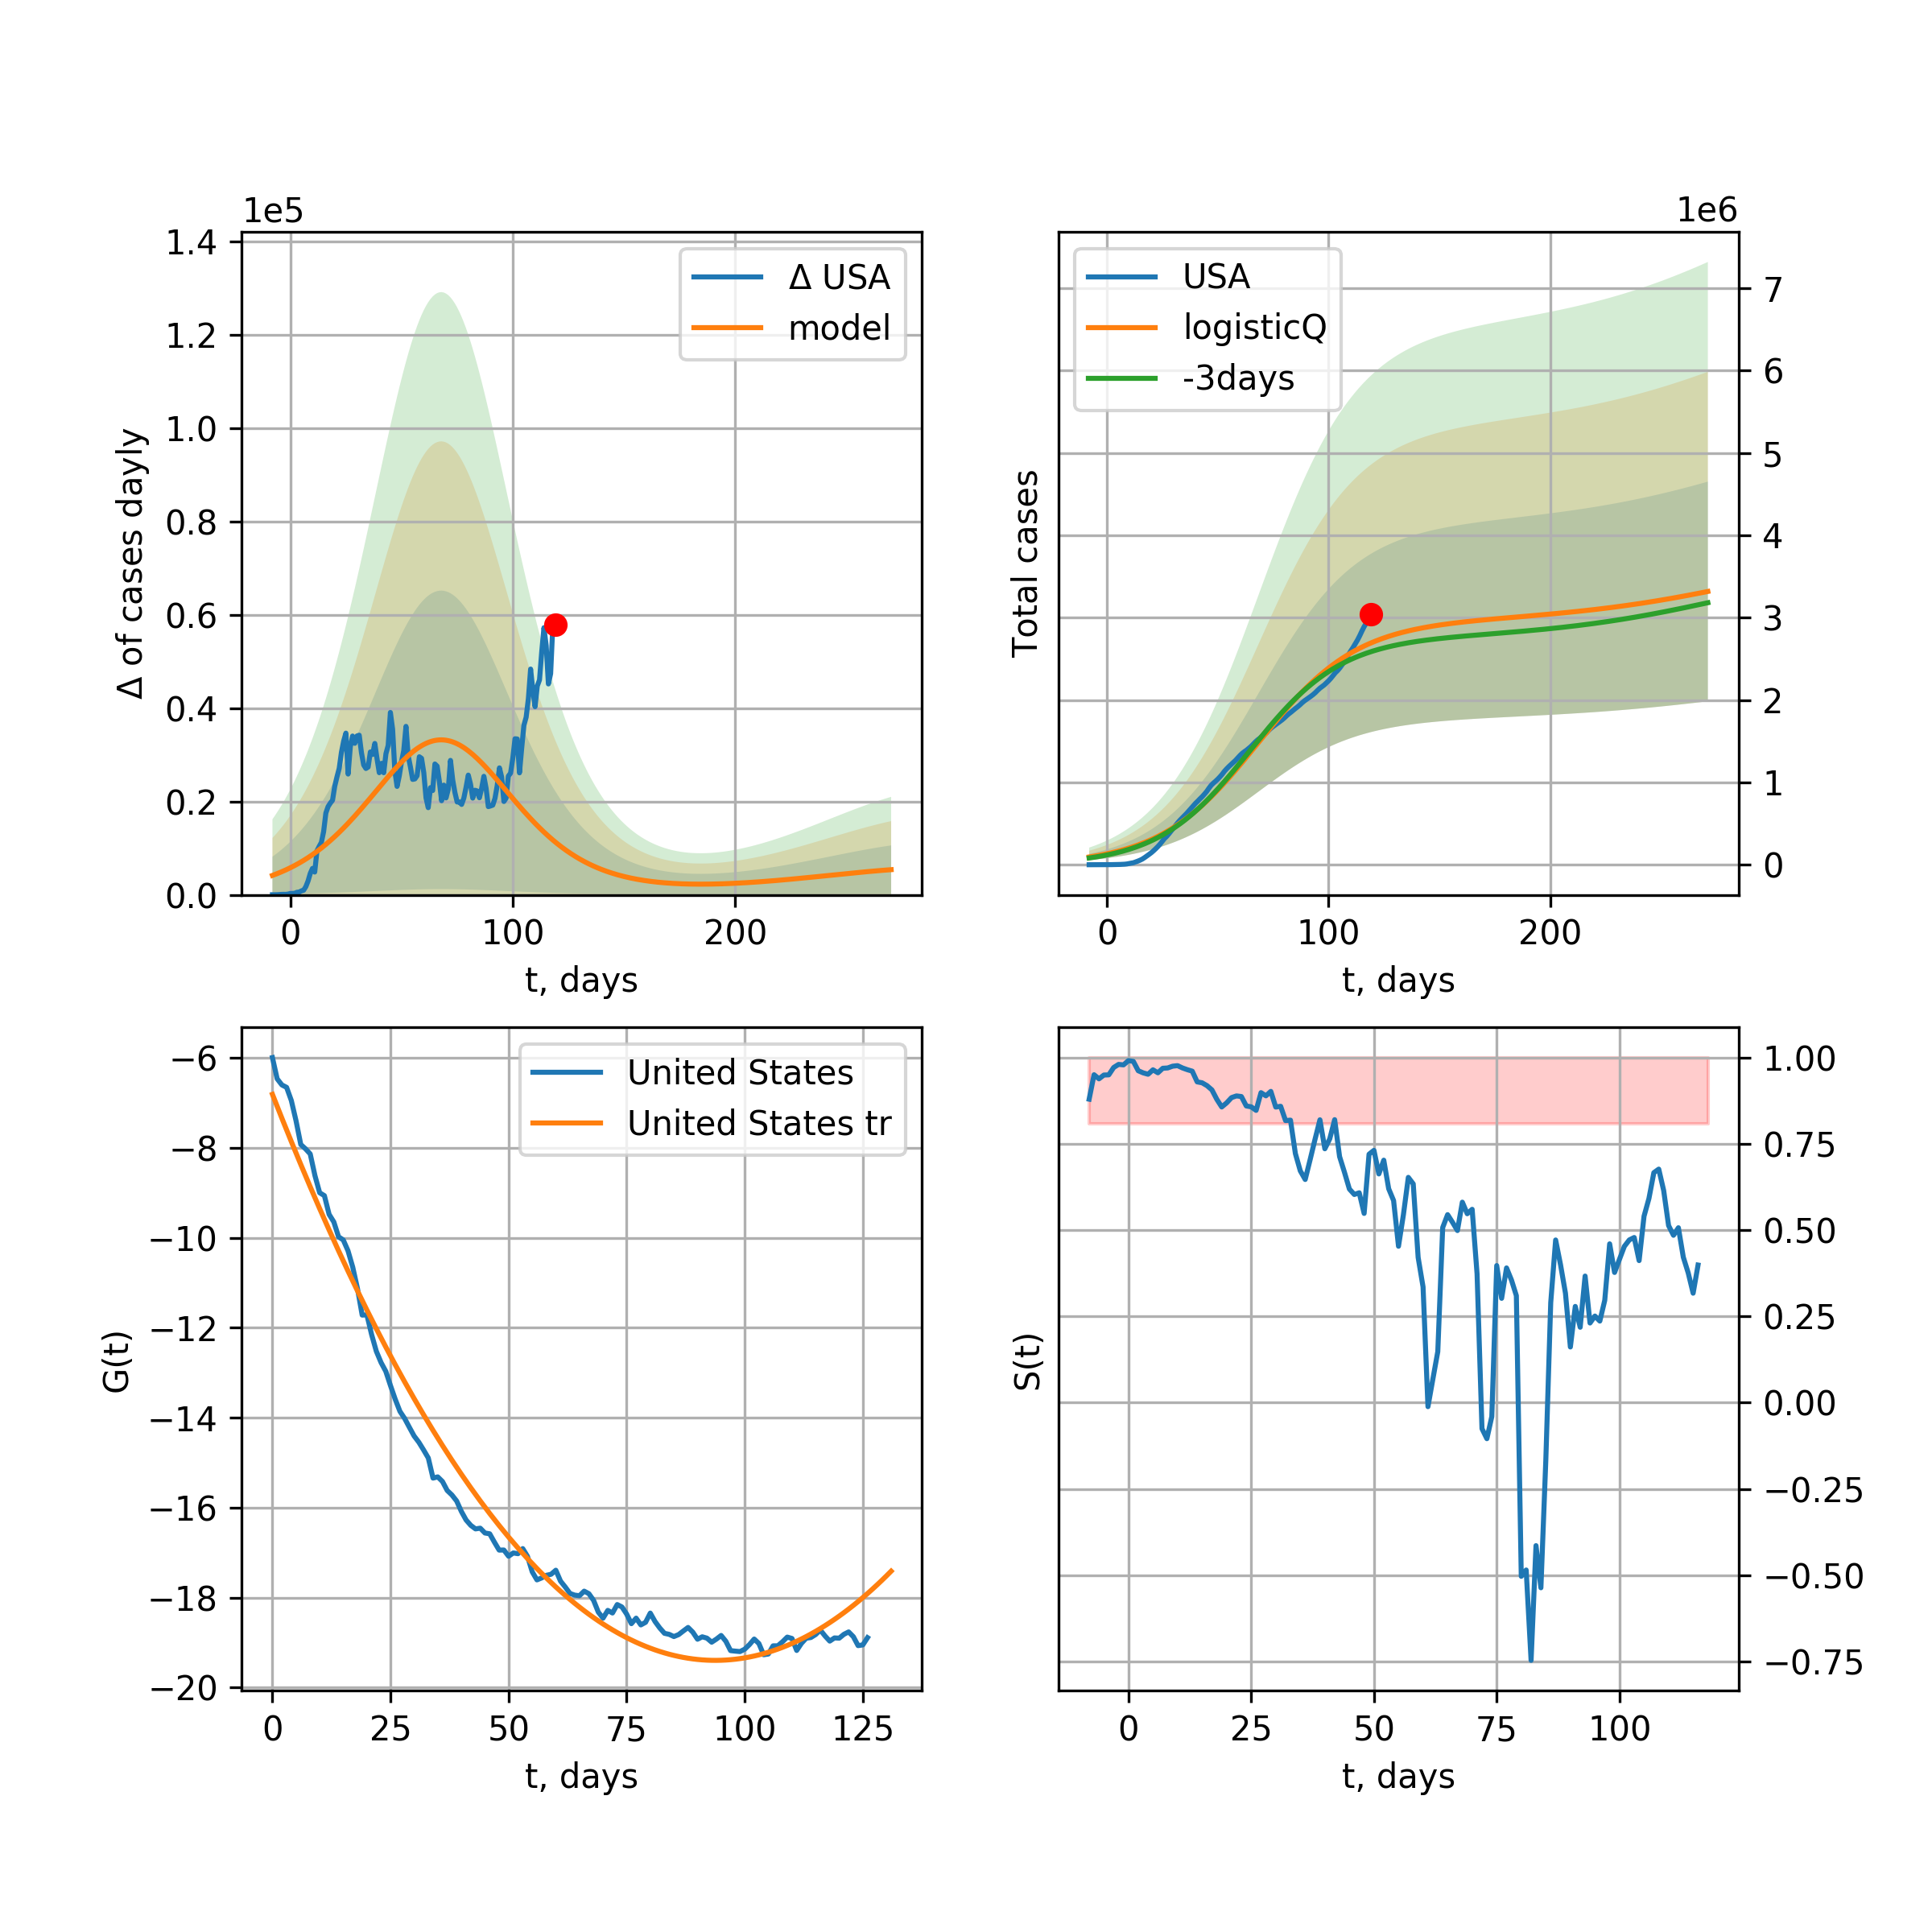 1e5
1.4
1.2
1.0
0.8
0.6
0.4
0.2
0.0
Δ of cases dayly
Δ USA
model
0 100 200
t, days
1e6
USA
logisticQ
-3days
7
6
5
4
3
2
1
0
Total cases
0 100 200
t, days
−6
−8
−10
−12
−14
−16
−18
−20
G(t)
United States
United States tr
0 25 50 75 100 125
t, days
S(t)
1.00
0.75
0.50
0.25
0.00
−0.25
−0.50
−0.75
0 25 50 75 100
t, days